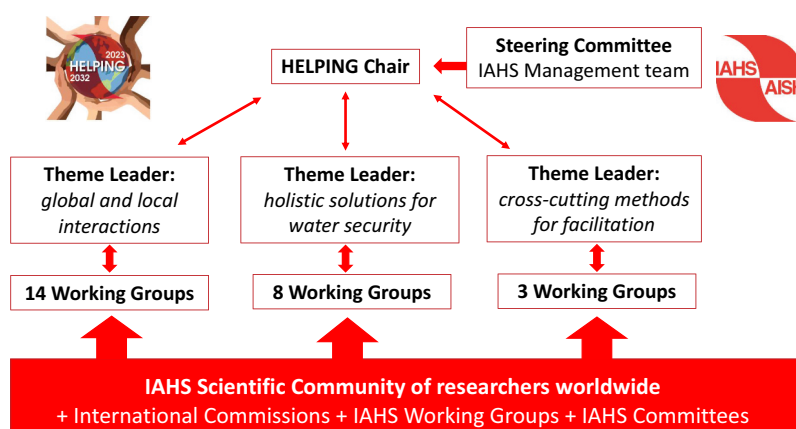 2023
HELPING
2032
HELPING Chair
Steering Committee
IAHS Management team
IAHS
AISH
Theme Leader:
global and local
interactions
Theme Leader:
holistic solutions for
water security
Theme Leader:
cross-cutting methods
for facilitation
14 Working Groups
8 Working Groups
3 Working Groups
IAHS Scientific Community of researchers worldwide
+ International Commissions + IAHS Working Groups + IAHS Committees